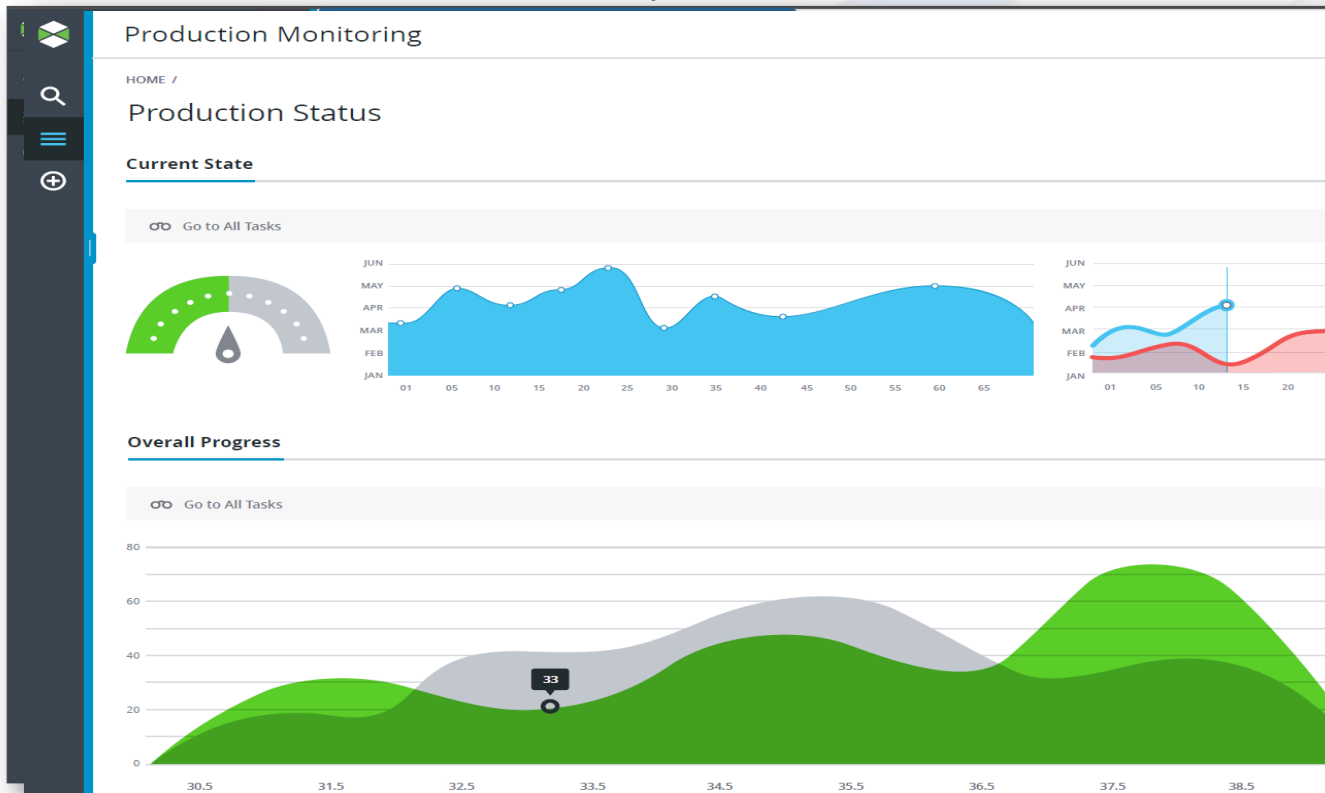 Production Monitoring
HOME /
Production Status
Current State
Go to All Tasks
JUN
MAY
APR
MAR
FEB
JAN
01 05 10 15 20 25 30 35 40 45 50 55 60 65
JUN
MAY
APR
MAR
FEB
JAN
01 05 10 15 20
Overall Progress
Go to All Tasks
80
60
40
33
20
0
30.5 31.5 32.5 33.5 34.5 35.5 36.5 37.5 38.5